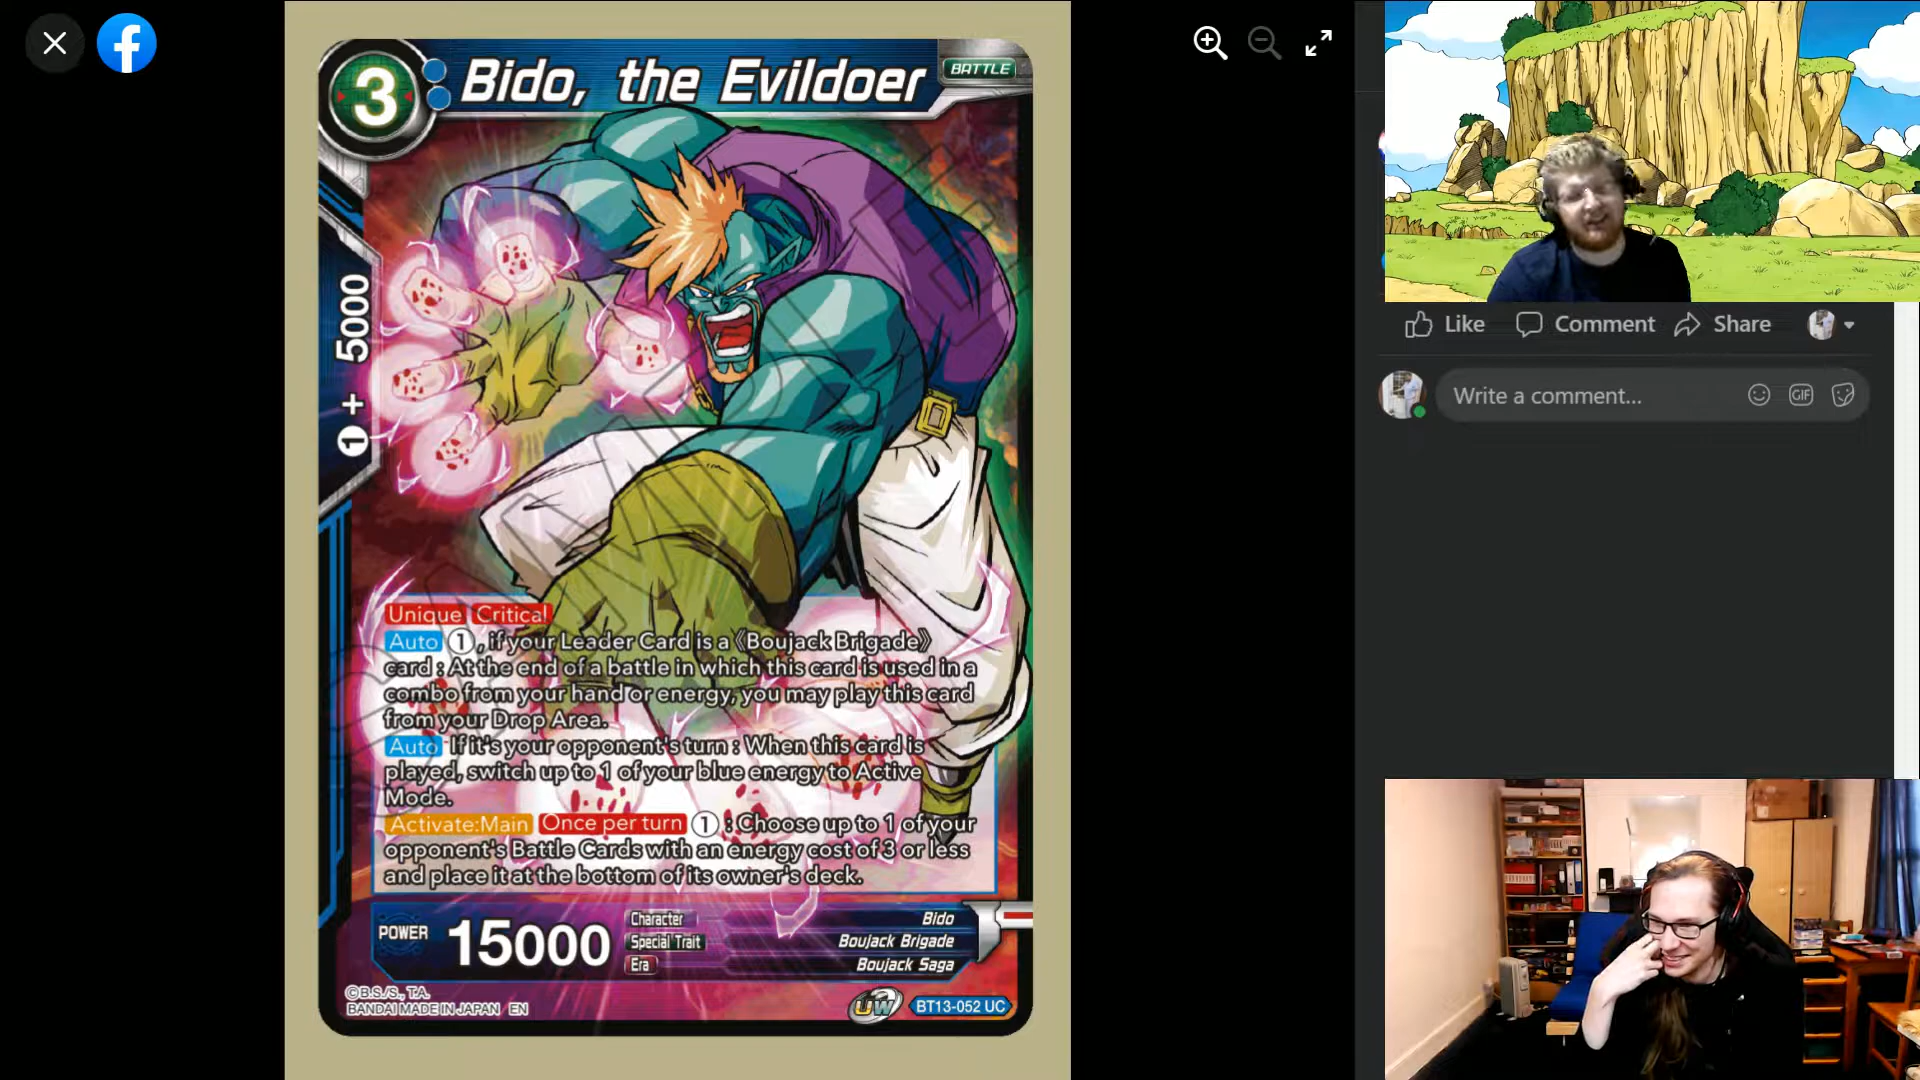 3
Bido, the Evildoer
BATTLE
1 + 5000
Unique Critical
Auto 1, if your Leader Card is a 《Boujack Brigade》
card : At the end of a battle in which this card is used in a
combo from your hand or energy, you may play this card
from your Drop Area.
Auto If it's your opponent's turn : When this card is
played, switch up to 1 of your blue energy to Active
Mode.
Activate:Main Once per turn 1 : Choose up to 1 of your
opponent's Battle Cards with an energy cost of 3 or less
and place it at the bottom of its owner's deck.
POWER 15000
Character Bido
Special Trait Boujack Brigade
Era Boujack Saga
©B.S./S., T.A.
BANDAI MADE IN JAPAN EN
UW
BT13-052 UC
Like Comment Share
Write a comment...
GIF